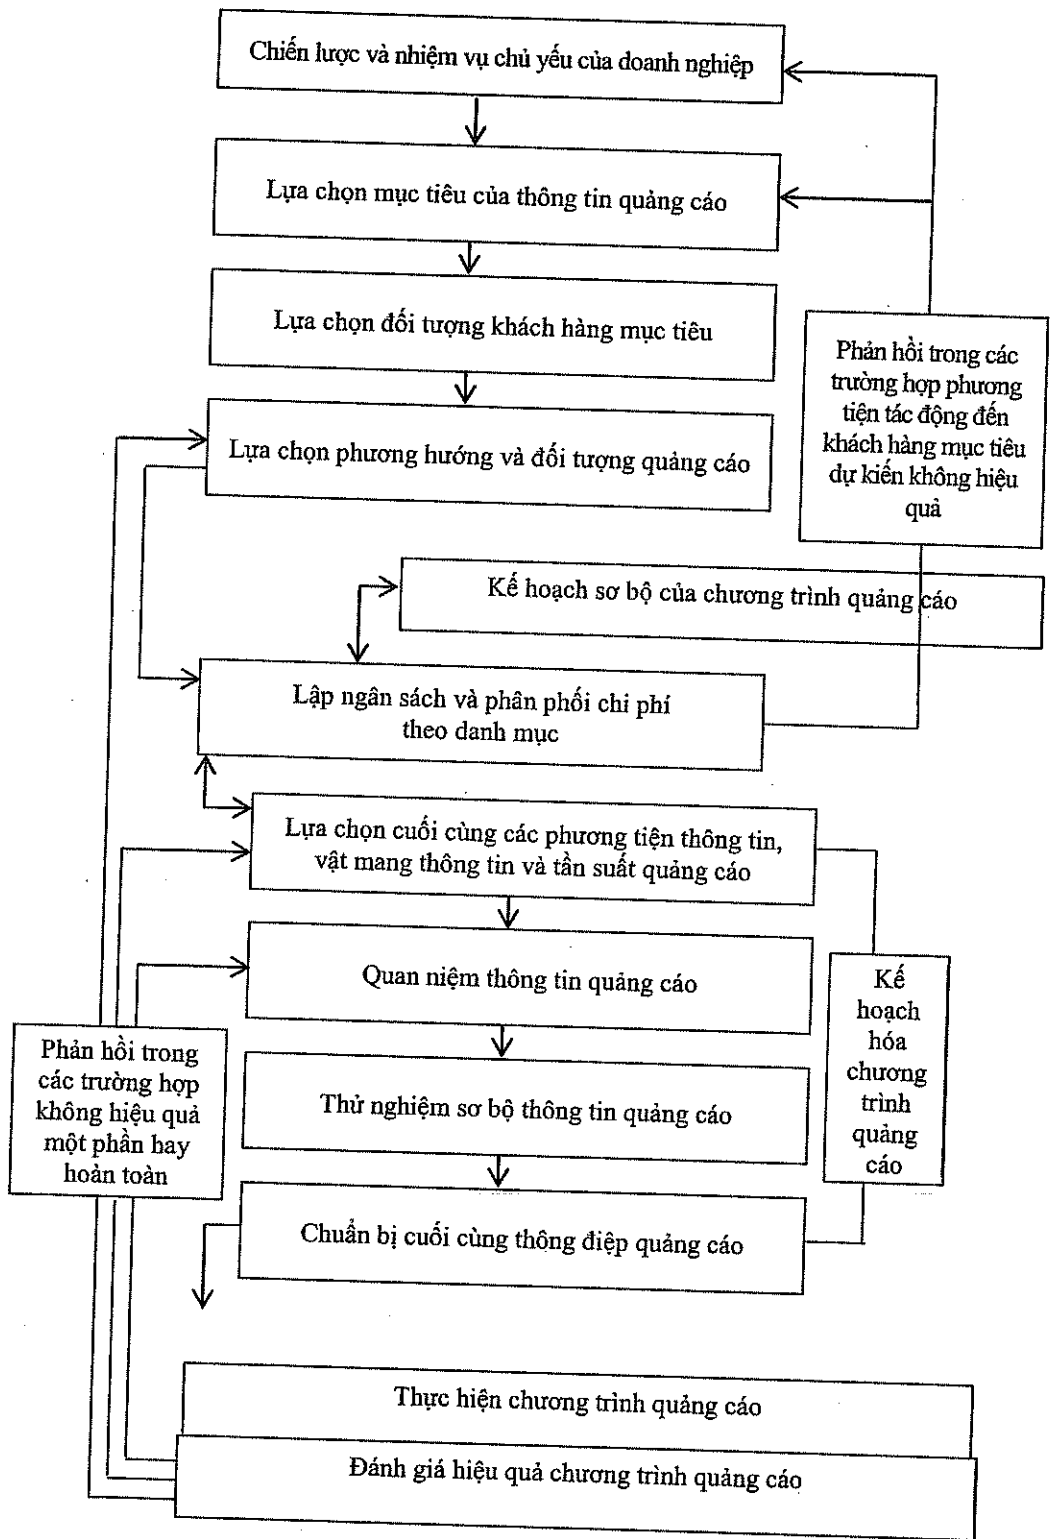 Chiến lược và nhiệm vụ chủ yếu của doanh nghiệp
Lựa chọn mục tiêu của thông tin quảng cáo
Lựa chọn đối tượng khách hàng mục tiêu
Phản hồi trong các
trường hợp phương
tiện tác động đến
khách hàng mục tiêu
dự kiến không hiệu
quả
Lựa chọn phương hướng và đối tượng quảng cáo
Kế hoạch sơ bộ của chương trình quảng cáo
Lập ngân sách và phân phối chi phí
theo danh mục
Lựa chọn cuối cùng các phương tiện thông tin,
vật mang thông tin và tần suất quảng cáo
Quan niệm thông tin quảng cáo
Kế
hoạch
hóa
chương
trình
quảng
cáo
Phản hồi trong
các trường hợp
không hiệu quả
một phần hay
hoàn toàn
Thử nghiệm sơ bộ thông tin quảng cáo
Chuẩn bị cuối cùng thông điệp quảng cáo
Thực hiện chương trình quảng cáo
Đánh giá hiệu quả chương trình quảng cáo